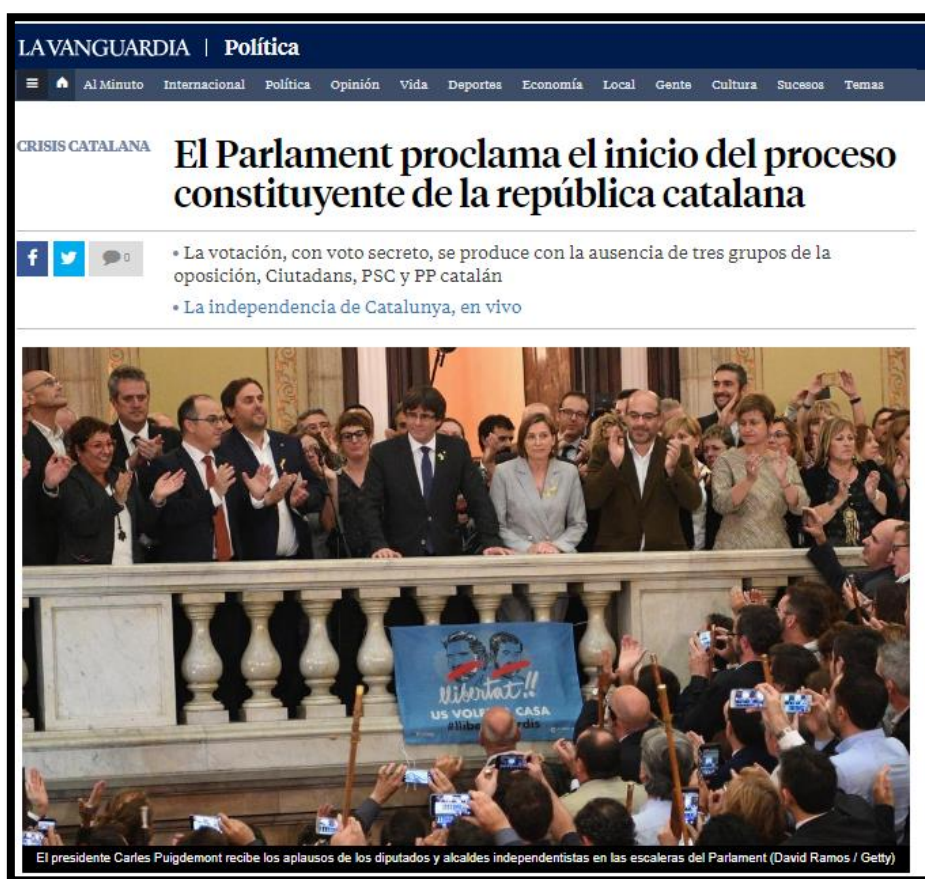 LA VANGUARDIA | Política
Al Minuto Internacional Política Opinión Vida Deportes Economía Local Gente Cultura Sucesos Temas
CRISIS CATALANA
El Parlament proclama el inicio del proceso
constituyente de la república catalana
f 0
• La votación, con voto secreto, se produce con la ausencia de tres grupos de la
oposición, Ciutadans, PSC y PP catalán
• La independencia de Catalunya, en vivo
llibertat!!
US VOLEM A CASA
El presidente Carles Puigdemont recibe los aplausos de los diputados y alcaldes independentistas en las escaleras del Parlament (David Ramos / Getty)